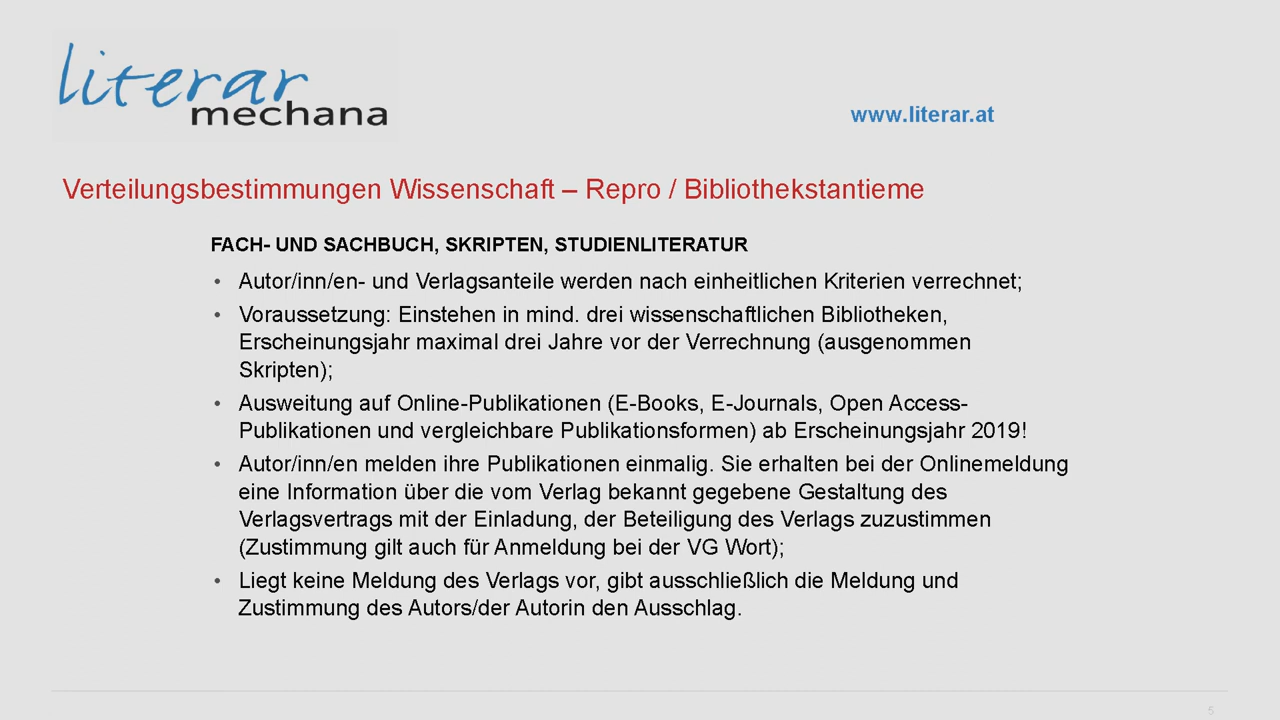 literar
mechana
www.literar.at
Verteilungsbestimmungen Wissenschaft – Repro / Bibliothekstantieme
FACH- UND SACHBUCH, SKRIPTEN, STUDIENLITERATUR
• Autor/inn/en- und Verlagsanteile werden nach einheitlichen Kriterien verrechnet;
• Voraussetzung: Einstehen in mind. drei wissenschaftlichen Bibliotheken,
Erscheinungsjahr maximal drei Jahre vor der Verrechnung (ausgenommen
Skripten);
• Ausweitung auf Online-Publikationen (E-Books, E-Journals, Open Access-
Publikationen und vergleichbare Publikationsformen) ab Erscheinungsjahr 2019!
• Autor/inn/en melden ihre Publikationen einmalig. Sie erhalten bei der Onlinemeldung
eine Information über die vom Verlag bekannt gegebene Gestaltung des
Verlagsvertrags mit der Einladung, der Beteiligung des Verlags zuzustimmen
(Zustimmung gilt auch für Anmeldung bei der VG Wort);
• Liegt keine Meldung des Verlags vor, gibt ausschließlich die Meldung und
Zustimmung des Autors/der Autorin den Ausschlag.
5